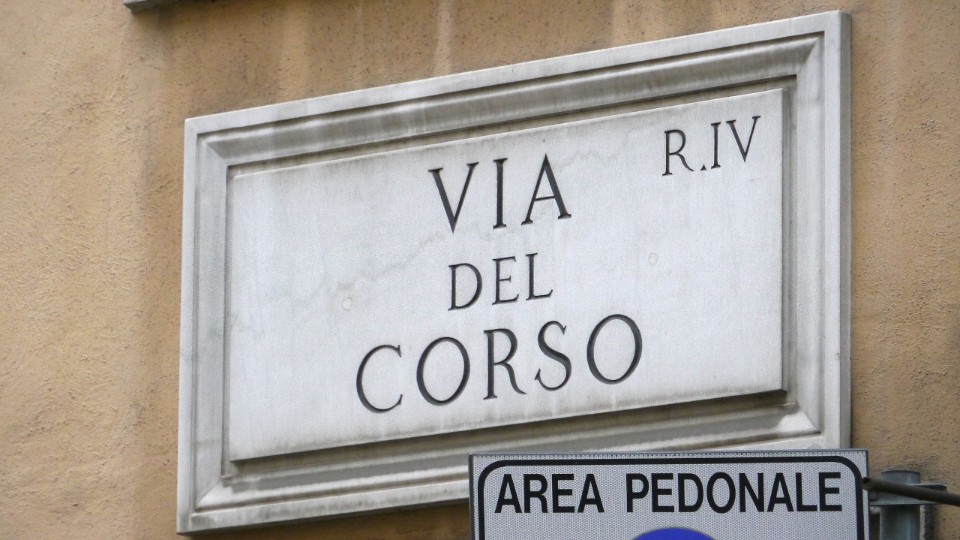 R.IV
VIA
DEL
CORSO
AREA PEDONALE